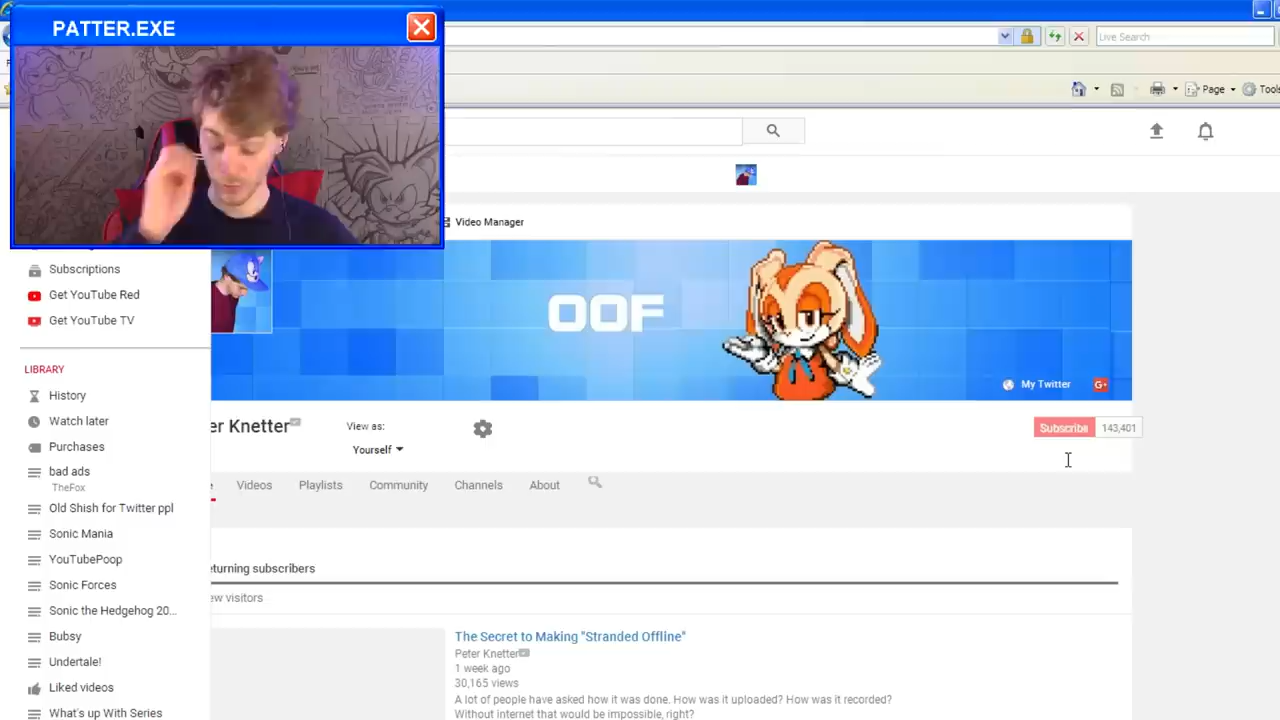 PATTER.EXE
Live Search
Page
Tools
Video Manager
Subscriptions
Get YouTube Red
Get YouTube TV
OOF
My Twitter
G+
LIBRARY
History
Watch later
Purchases
bad ads
TheFox
Old Shish for Twitter ppl
Sonic Mania
YouTubePoop
Sonic Forces
Sonic the Hedgehog 20...
Bubsy
Undertale!
Liked videos
What's up With Series
er Knetter
View as:
Yourself
Subscribe 143,401
Videos Playlists Community Channels About
eturning subscribers
ew visitors
The Secret to Making "Stranded Offline"
Peter Knetter
1 week ago
30,165 views
A lot of people have asked how it was done. How was it uploaded? How was it recorded?
Without internet that would be impossible, right?